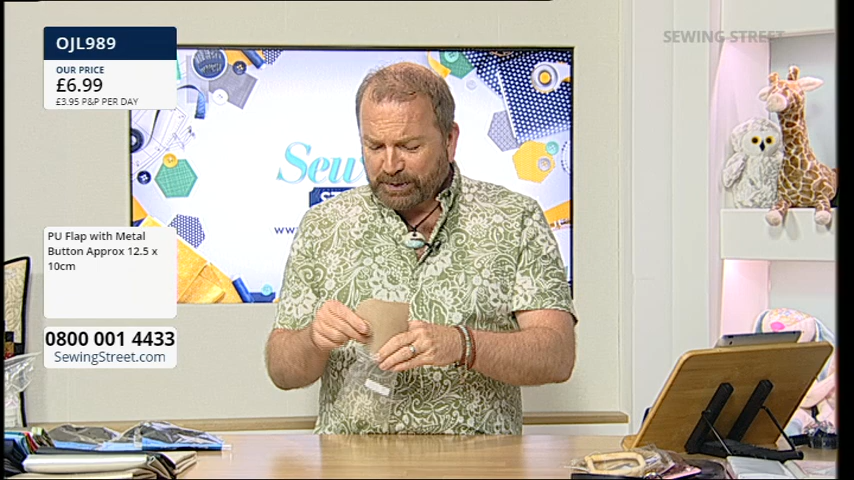 OJL989
OUR PRICE
£6.99
£3.95 P&P PER DAY
PU Flap with Metal
Button Approx 12.5 x
10cm
0800 001 4433
SewingStreet.com
SEWING STREET
Sew
www.